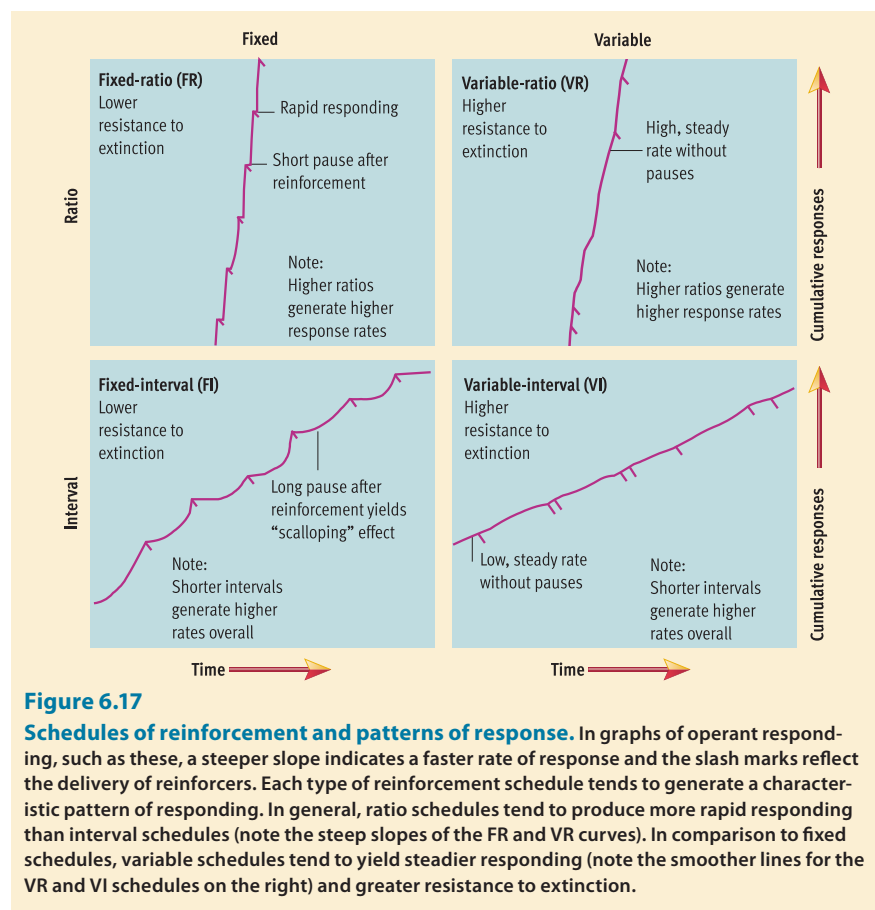 Fixed
Variable
Fixed-ratio (FR)
Lower
resistance to
extinction
Rapid responding
Short pause after
reinforcement
Note:
Higher ratios
generate higher
response rates
Variable-ratio (VR)
Higher
resistance to
extinction
High, steady
rate without
pauses
Note:
Higher ratios generate
higher response rates
Ratio
Cumulative responses
Fixed-interval (FI)
Lower
resistance to
extinction
Long pause after
reinforcement yields
“scalloping” effect
Note:
Shorter intervals
generate higher
rates overall
Variable-interval (VI)
Higher
resistance to
extinction
Low, steady rate
without pauses
Note:
Shorter intervals
generate higher
rates overall
Interval
Cumulative responses
Time
Time
Figure 6.17
Schedules of reinforcement and patterns of response. In graphs of operant respond-
ing, such as these, a steeper slope indicates a faster rate of response and the slash marks reflect
the delivery of reinforcers. Each type of reinforcement schedule tends to generate a character-
istic pattern of responding. In general, ratio schedules tend to produce more rapid responding
than interval schedules (note the steep slopes of the FR and VR curves). In comparison to fixed
schedules, variable schedules tend to yield steadier responding (note the smoother lines for the
VR and VI schedules on the right) and greater resistance to extinction.